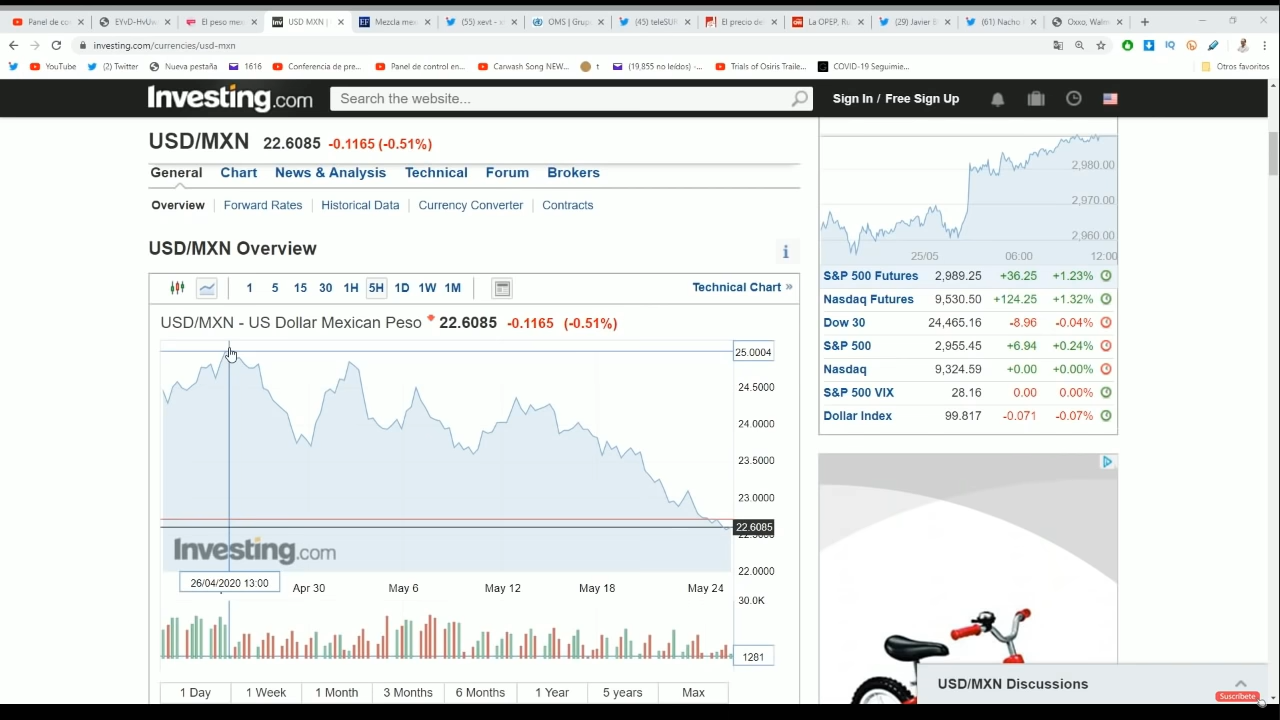 Panel de co
EYvD-HvUw
El peso mex
USD MXN |
Mezcla mex
(55) xevt - x
OMS | Grup
(45) teleSUR
El precio de
La OPEP, Ru
(29) Javier B
(61) Nacho
Oxxo, Walm
investing.com/currencies/usd-mxn
YouTube
(2) Twitter
Nueva pestaña
1616
Conferencia de pre...
Panel de control en...
Carwash Song NEW...
t
(19,855 no leídos) -...
Trials of Osiris Traile...
COVID-19 Seguimie...
Otros favoritos
Investing.com
Search the website...
Sign In / Free Sign Up
USD/MXN 22.6085 -0.1165 (-0.51%)
General Chart News & Analysis Technical Forum Brokers
Overview Forward Rates Historical Data Currency Converter Contracts
USD/MXN Overview
1 5 15 30 1H 5H 1D 1W 1M
Technical Chart »
USD/MXN - US Dollar Mexican Peso 22.6085 -0.1165 (-0.51%)
25.0004
24.5000
24.0000
23.5000
23.0000
22.6085
22.0000
Investing.com
26/04/2020 13:00
Apr 30 May 6 May 12 May 18 May 24
30.0K
1281
1 Day 1 Week 1 Month 3 Months 6 Months 1 Year 5 years Max
2,980.00
2,970.00
2,960.00
25/05 06:00 12:00
S&P 500 Futures 2,989.25 +36.25 +1.23%
Nasdaq Futures 9,530.50 +124.25 +1.32%
Dow 30 24,465.16 -8.96 -0.04%
S&P 500 2,955.45 +6.94 +0.24%
Nasdaq 9,324.59 +0.00 +0.00%
S&P 500 VIX 28.16 0.00 0.00%
Dollar Index 99.817 -0.071 -0.07%
USD/MXN Discussions
Suscríbete